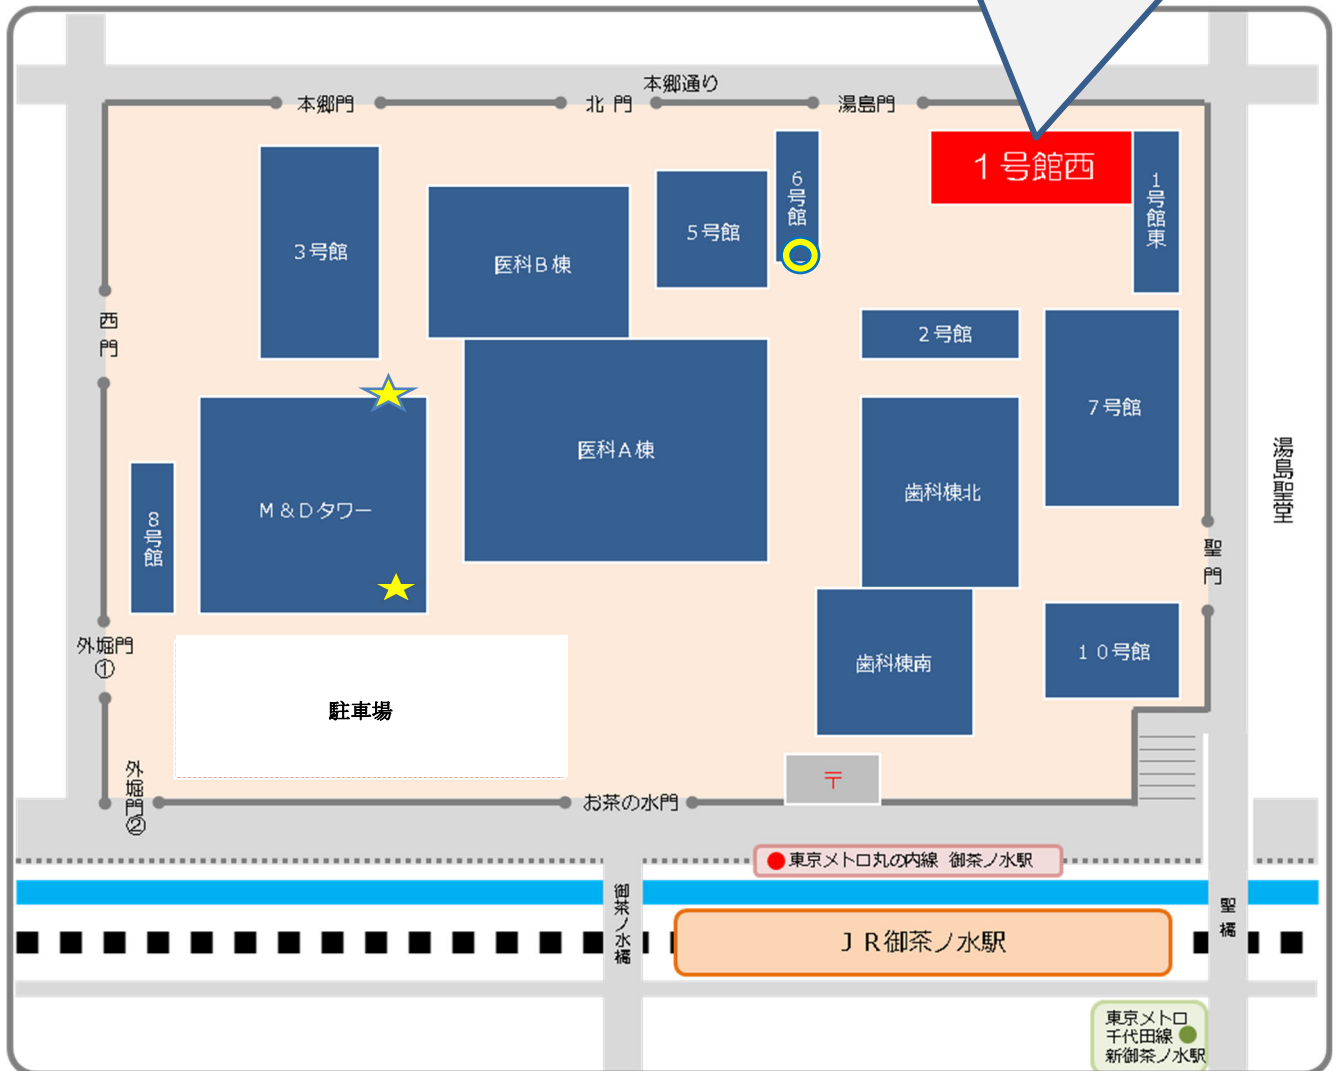 本郷通り
本郷門
北 門
湯島門
1号館西
1号館東
6号館
5号館
3号館
医科B棟
西門
2号館
7号館
医科A棟
湯島聖堂
歯科棟北
M&Dタワー
8号館
聖門
外堀門
①
歯科棟南
10号館
駐車場
外堀門②
〒
お茶の水門
東京メトロ丸の内線 御茶ノ水駅
御茶ノ水橋
聖橋
JR御茶ノ水駅
東京メトロ
千代田線
新御茶ノ水駅